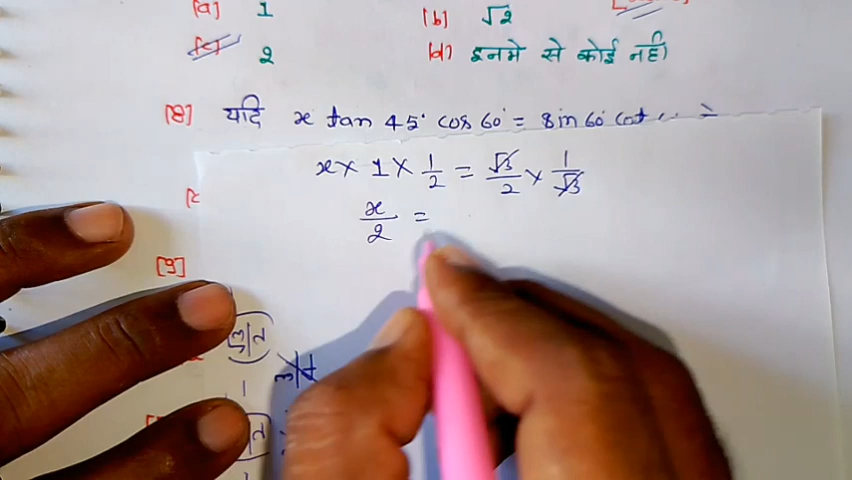 [a] 1 [b] √2
[c] 2 [d] इनमे से कोई नहीं
[8] यदि x tan 45° cos 60° = sin 60° cot
x × 1 × 1/2 = √3/2 × 1/√3
x/2 =
[9]